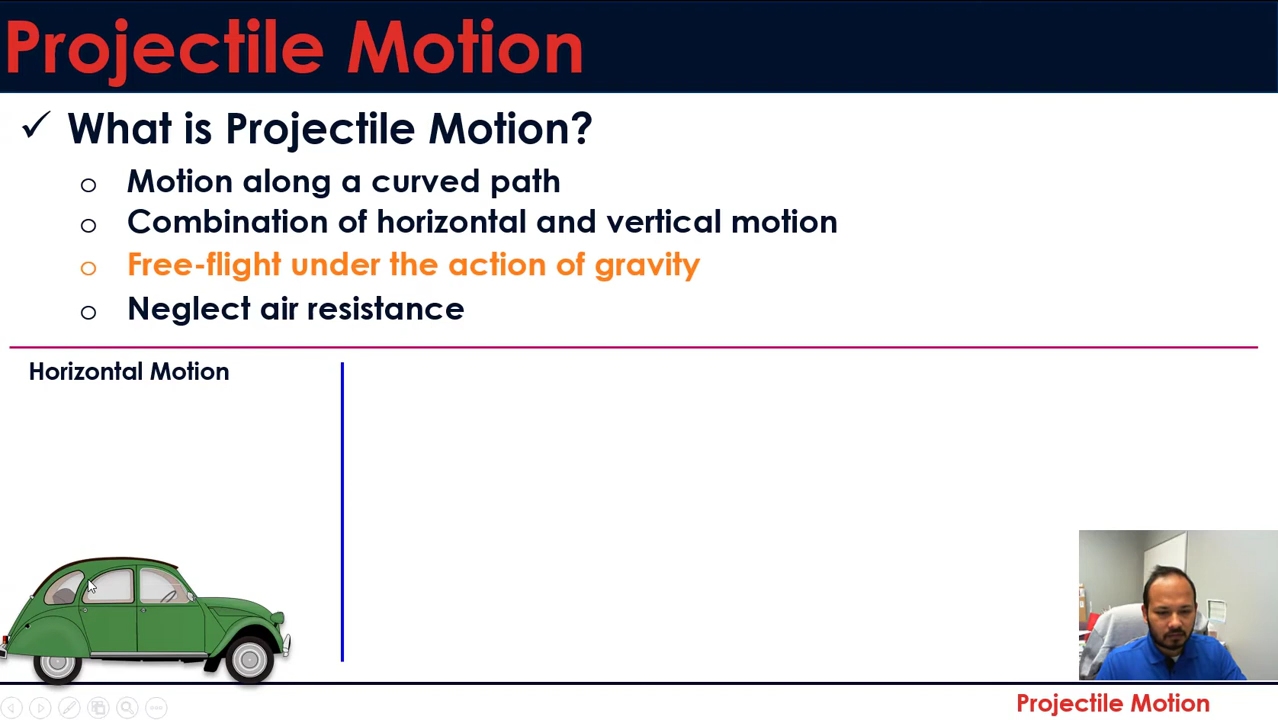 Projectile Motion
✓ What is Projectile Motion?
o Motion along a curved path
o Combination of horizontal and vertical motion
o Free-flight under the action of gravity
o Neglect air resistance
Horizontal Motion
Projectile Motion